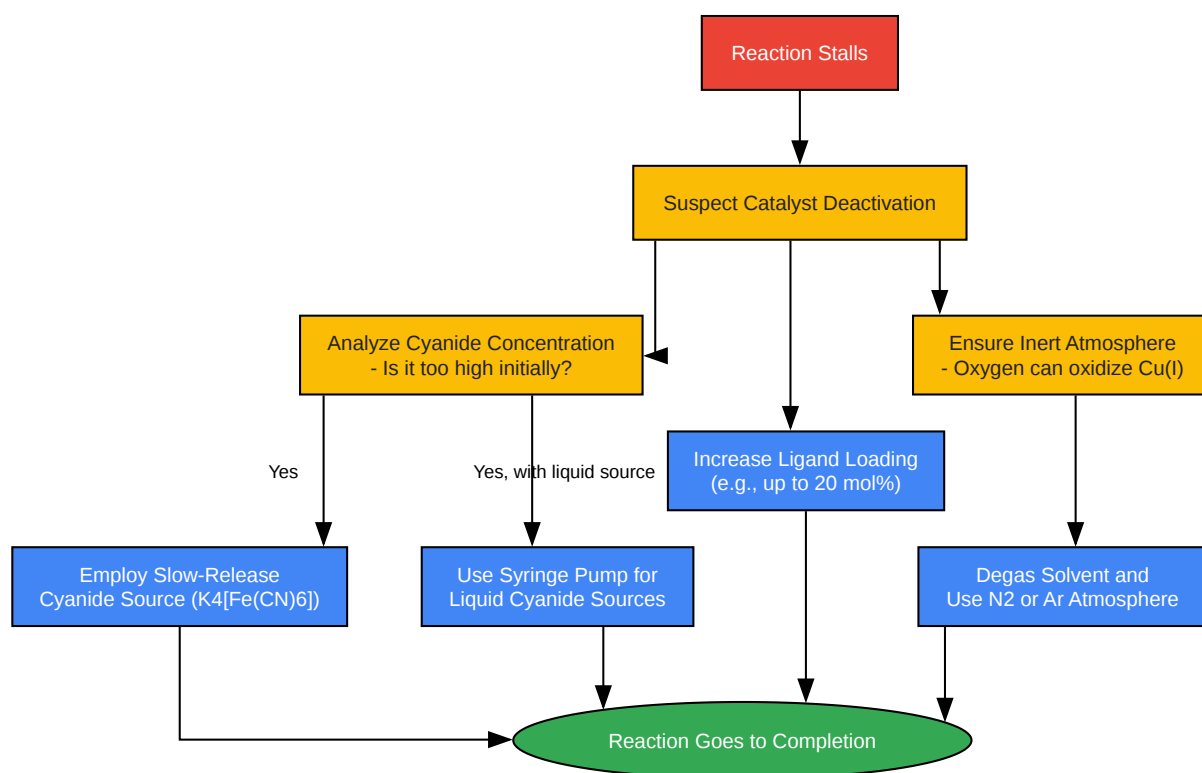 Reaction Stalls
Suspect Catalyst Deactivation
Analyze Cyanide Concentration
- Is it too high initially?
Ensure Inert Atmosphere
- Oxygen can oxidize Cu(I)
Increase Ligand Loading
(e.g., up to 20 mol%)
Yes
Yes, with liquid source
Employ Slow-Release
Cyanide Source (K4[Fe(CN)6])
Use Syringe Pump for
Liquid Cyanide Sources
Degas Solvent and
Use N2 or Ar Atmosphere
Reaction Goes to Completion